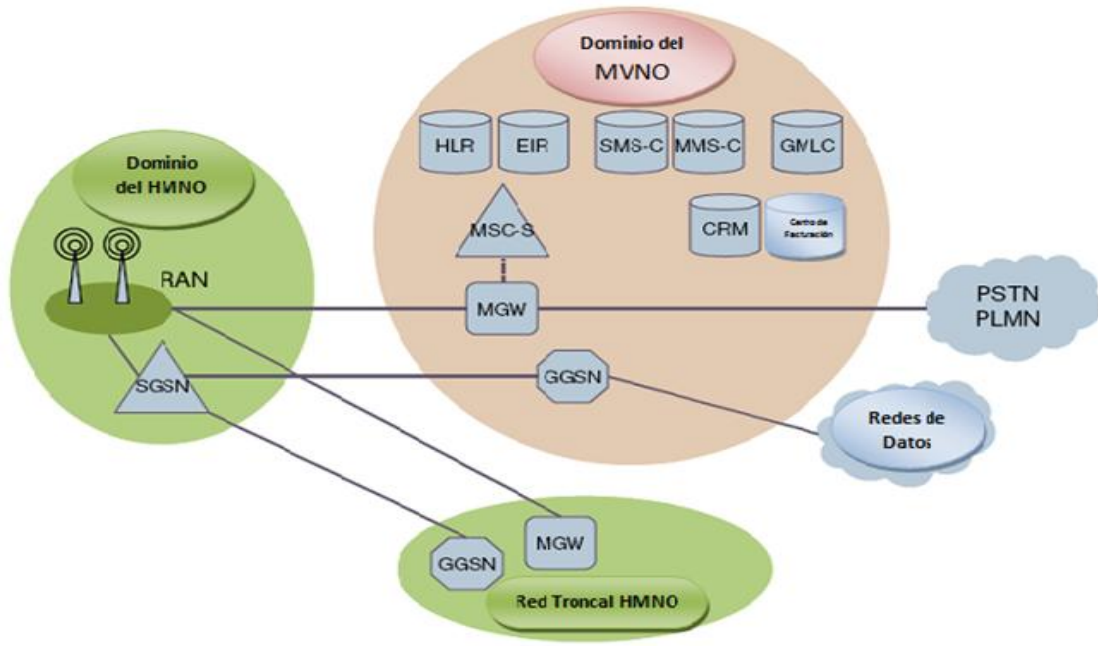 Dominio del
MVNO
HLR
EIR
SMS-C
MMS-C
GMLC
Dominio
del HMNO
MSC-S
CRM
Centro de
Facturación
RAN
MGW
PSTN
PLMN
SGSN
GGSN
Redes de
Datos
MGW
GGSN
Red Troncal HMNO